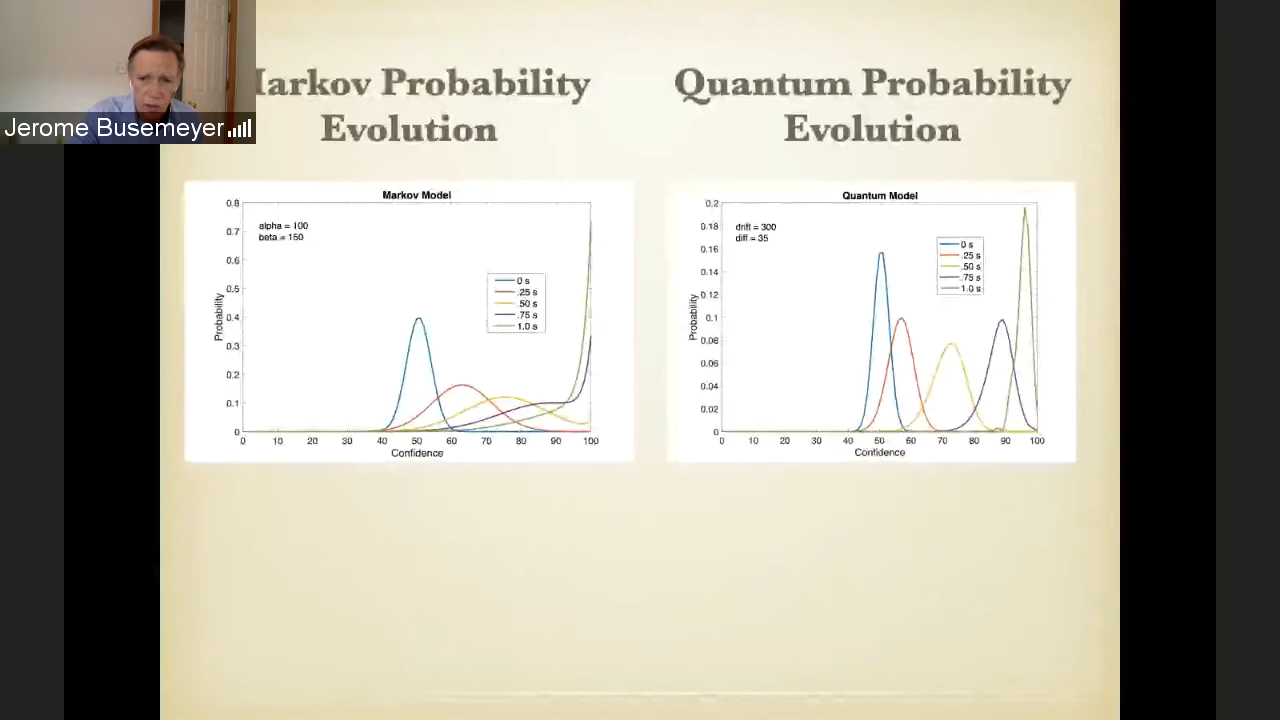 Jerome Busemeyer
Markov Probability
Evolution
Quantum Probability
Evolution
Markov Model
0.8
0.7
0.6
0.5
0.4
0.3
0.2
0.1
0
Probability
alpha = 100
beta = 150
0 s
.25 s
.50 s
.75 s
1.0 s
0 10 20 30 40 50 60 70 80 90 100
Confidence
Quantum Model
0.2
0.18
0.16
0.14
0.12
0.1
0.08
0.06
0.04
0.02
0
Probability
drift = 300
diff = 35
0 s
.25 s
.50 s
.75 s
1.0 s
0 10 20 30 40 50 60 70 80 90 100
Confidence